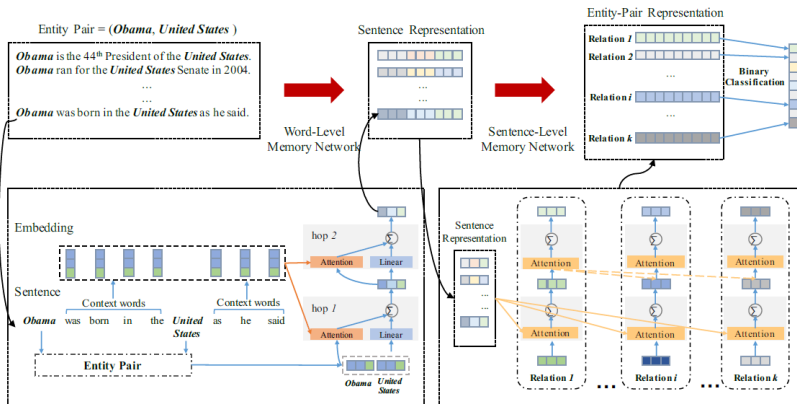 Entity Pair = (Obama, United States )
Obama is the 44th President of the United States.
Obama ran for the United States Senate in 2004.
...
...
Obama was born in the United States as he said.
Word-Level
Memory Network
Sentence Representation
...
Sentence-Level
Memory Network
Entity-Pair Representation
Relation 1
Relation 2
...
Relation i
...
Relation k
Binary
Classification
Embedding
Sentence
Context words
Context words
Obama was born in the United States as he said
Entity Pair
hop 2
Σ
Attention
Linear
hop 1
Σ
Attention
Linear
Obama
United
States
Sentence
Representation
...
...
Σ
Attention
Σ
Attention
Relation 1
...
Σ
Attention
Σ
Attention
Relation i
...
Σ
Attention
Σ
Attention
Relation k